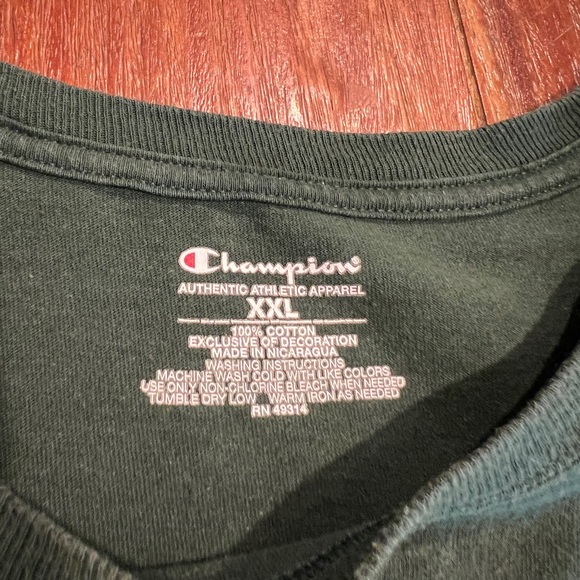 Champion®
AUTHENTIC ATHLETIC APPAREL
XXL
100% COTTON
EXCLUSIVE OF DECORATION
MADE IN NICARAGUA
WASHING INSTRUCTIONS
MACHINE WASH COLD WITH LIKE COLORS
USE ONLY NON-CHLORINE BLEACH WHEN NEEDED
TUMBLE DRY LOW WARM IRON AS NEEDED
RN 49314